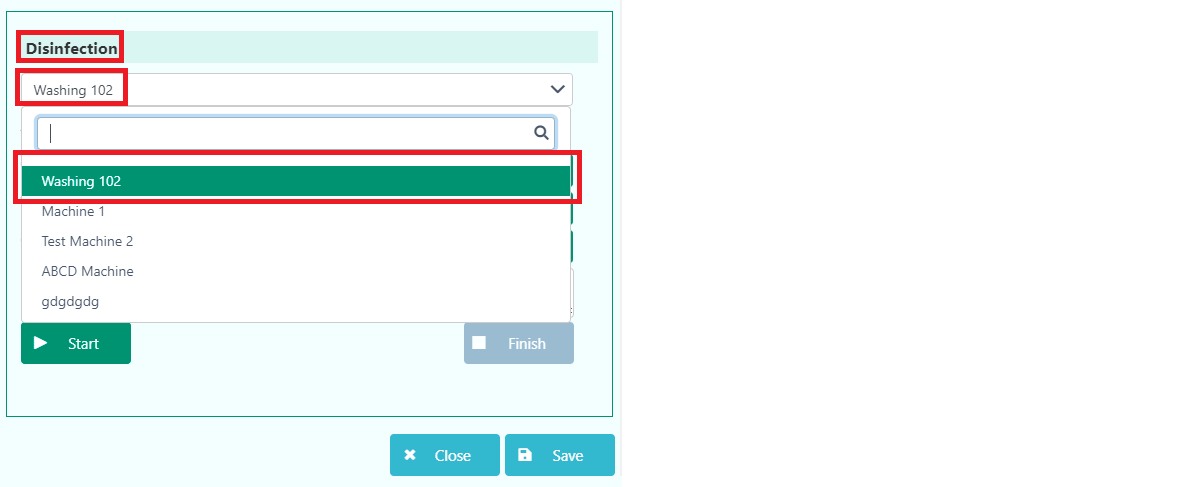 Disinfection
Washing 102
Washing 102
Machine 1
Test Machine 2
ABCD Machine
gdgdgdg
Start
Finish
Close
Save